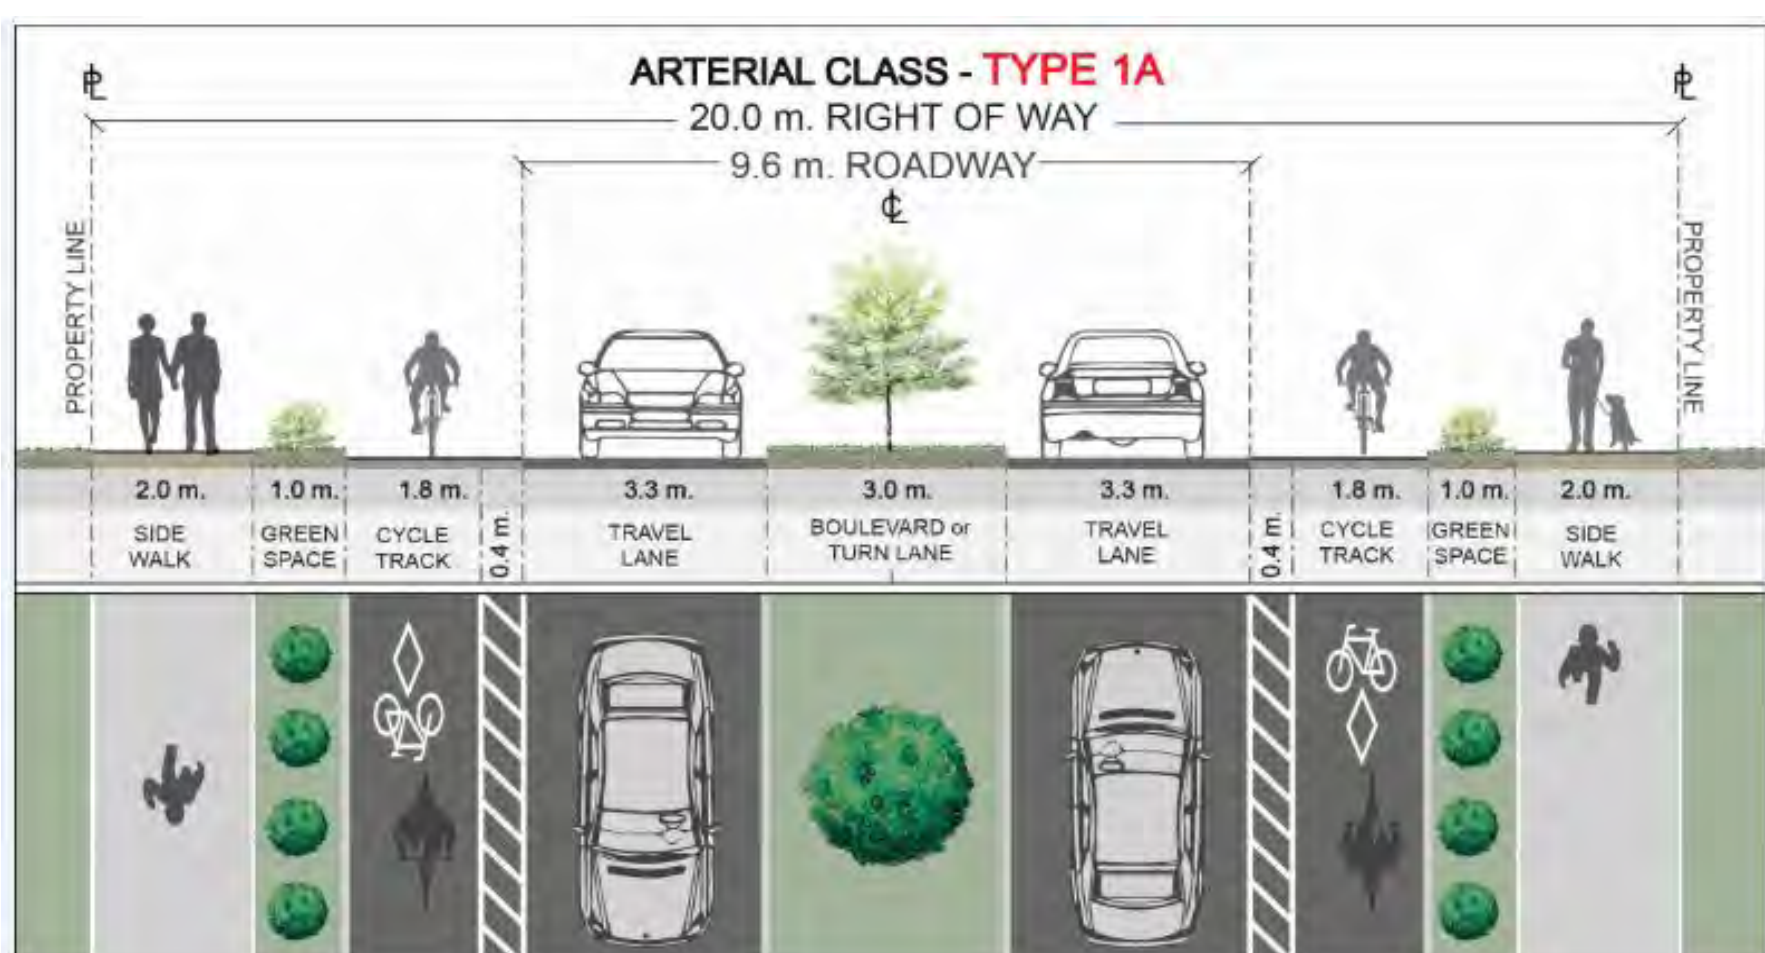 ARTERIAL CLASS - TYPE 1A
PL
PL
20.0 m. RIGHT OF WAY
9.6 m. ROADWAY
CL
PROPERTY LINE
PROPERTY LINE
2.0 m. 1.0 m. 1.8 m. 3.3 m. 3.0 m. 3.3 m. 1.8 m. 1.0 m. 2.0 m.
SIDE WALK
GREEN SPACE
CYCLE TRACK
0.4 m.
TRAVEL LANE
BOULEVARD or TURN LANE
TRAVEL LANE
0.4 m.
CYCLE TRACK
GREEN SPACE
SIDE WALK